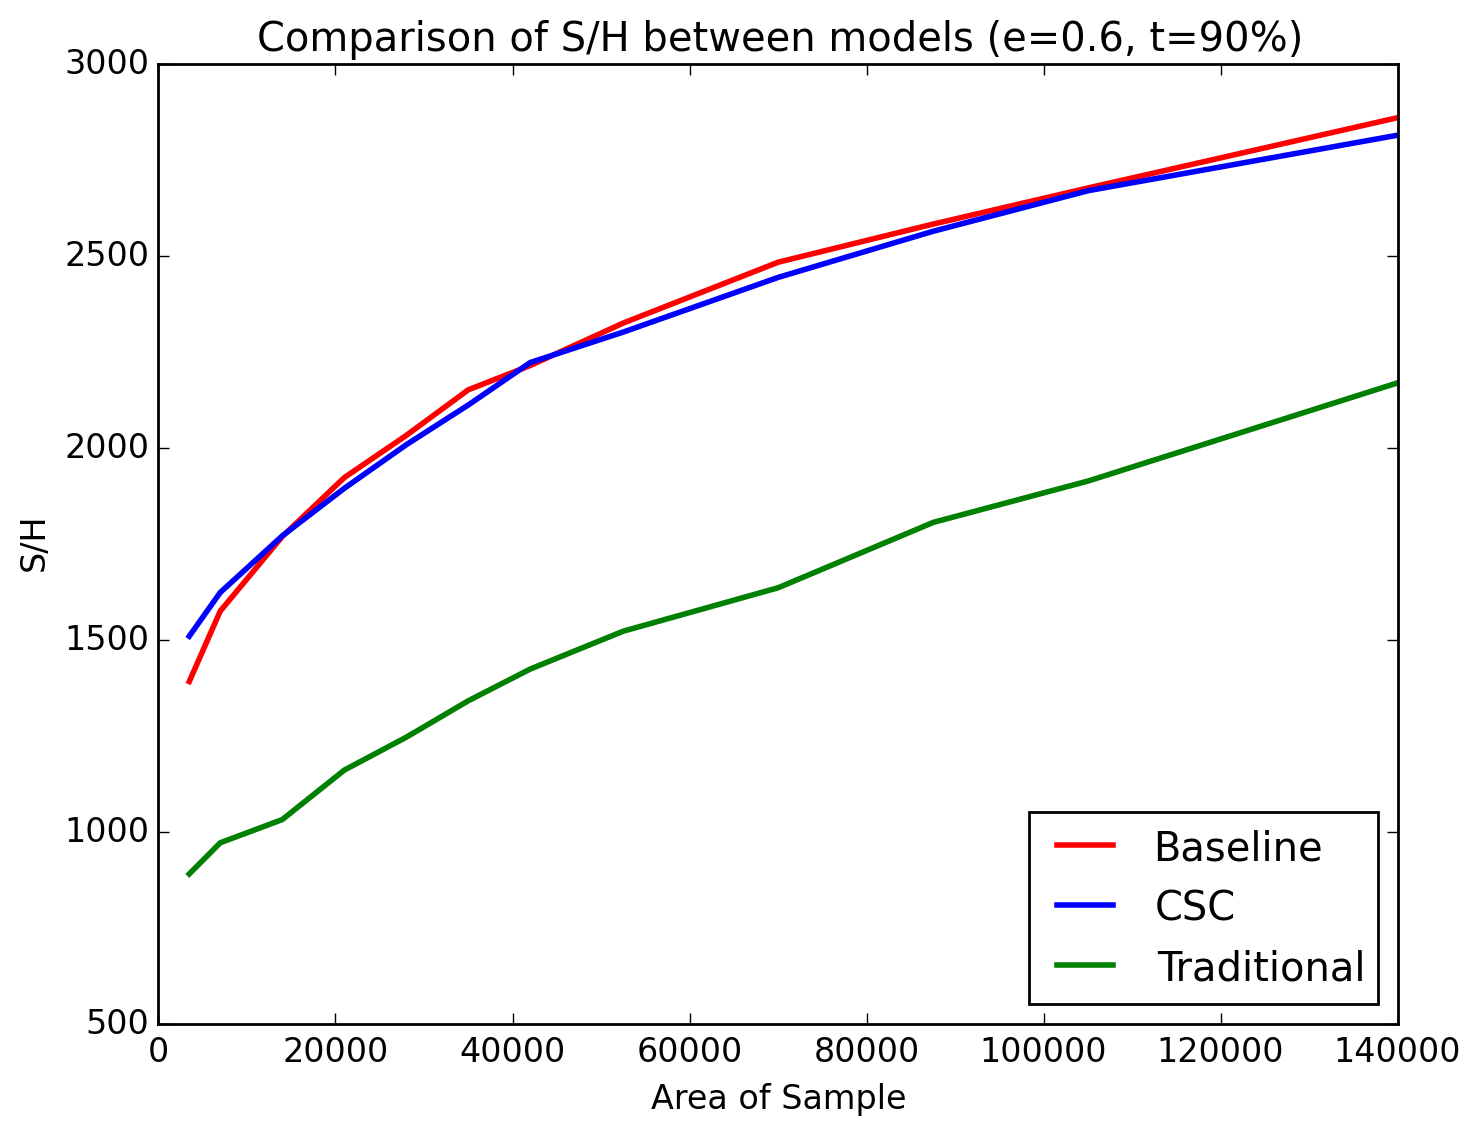 Comparison of S/H between models (e=0.6, t=90%)
3000
2500
2000
1500
1000
500
S/H
0 20000 40000 60000 80000 100000 120000 140000
Area of Sample
Baseline
CSC
Traditional